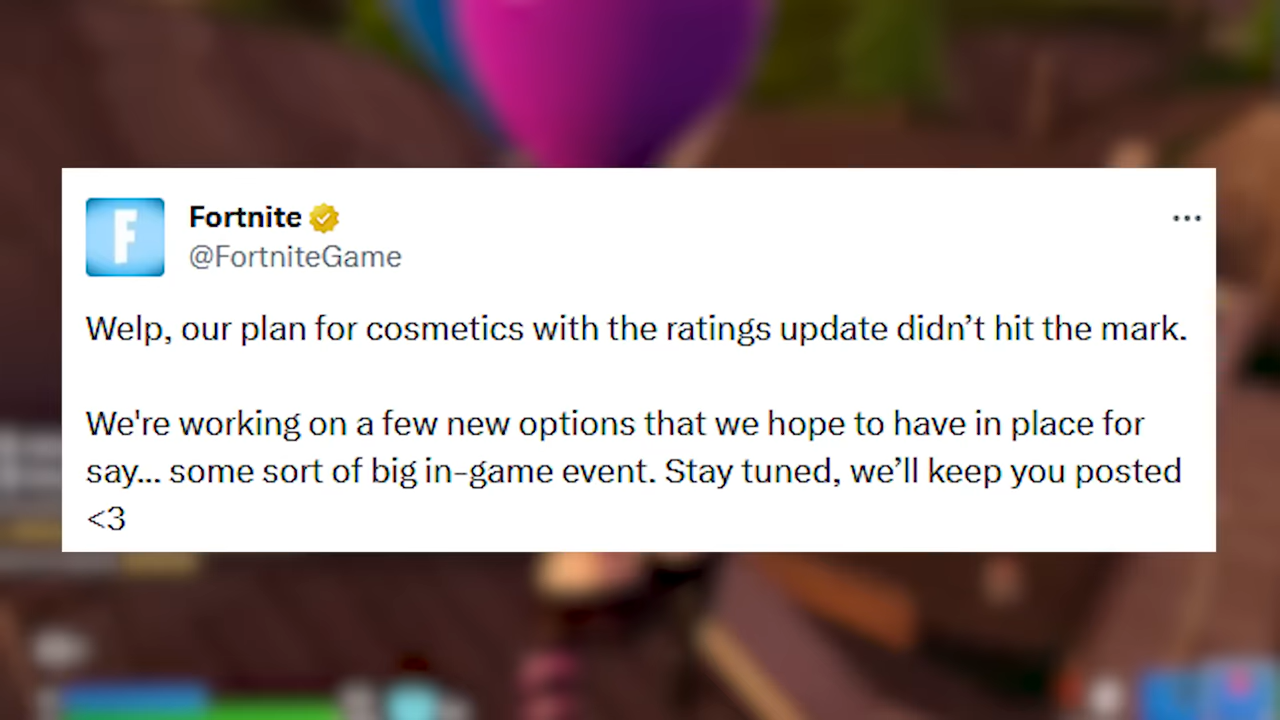 F
Fortnite
@FortniteGame
Welp, our plan for cosmetics with the ratings update didn’t hit the mark.
We're working on a few new options that we hope to have in place for
say... some sort of big in-game event. Stay tuned, we’ll keep you posted
<3